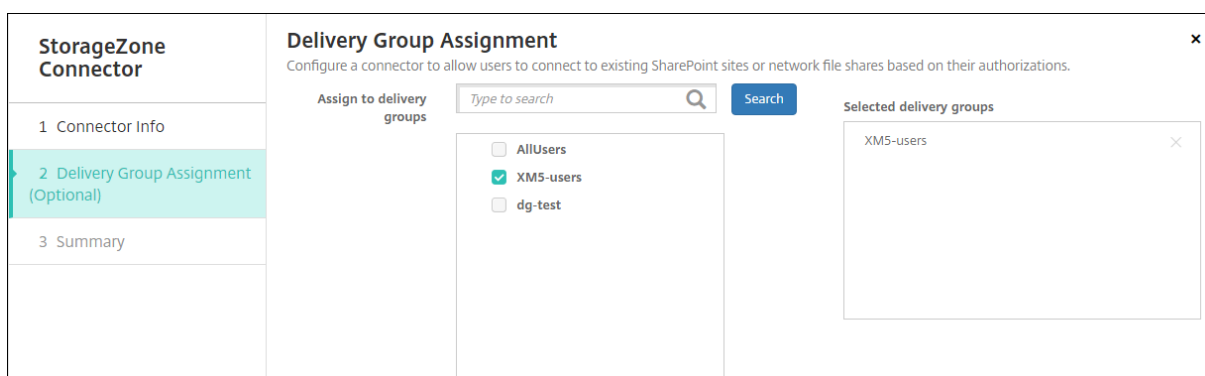 StorageZone
Connector
1 Connector Info
2 Delivery Group Assignment
(Optional)
3 Summary
Delivery Group Assignment
Configure a connector to allow users to connect to existing SharePoint sites or network file shares based on their authorizations.
Assign to delivery
groups
Type to search
Search
AllUsers
XM5-users
dg-test
Selected delivery groups
XM5-users